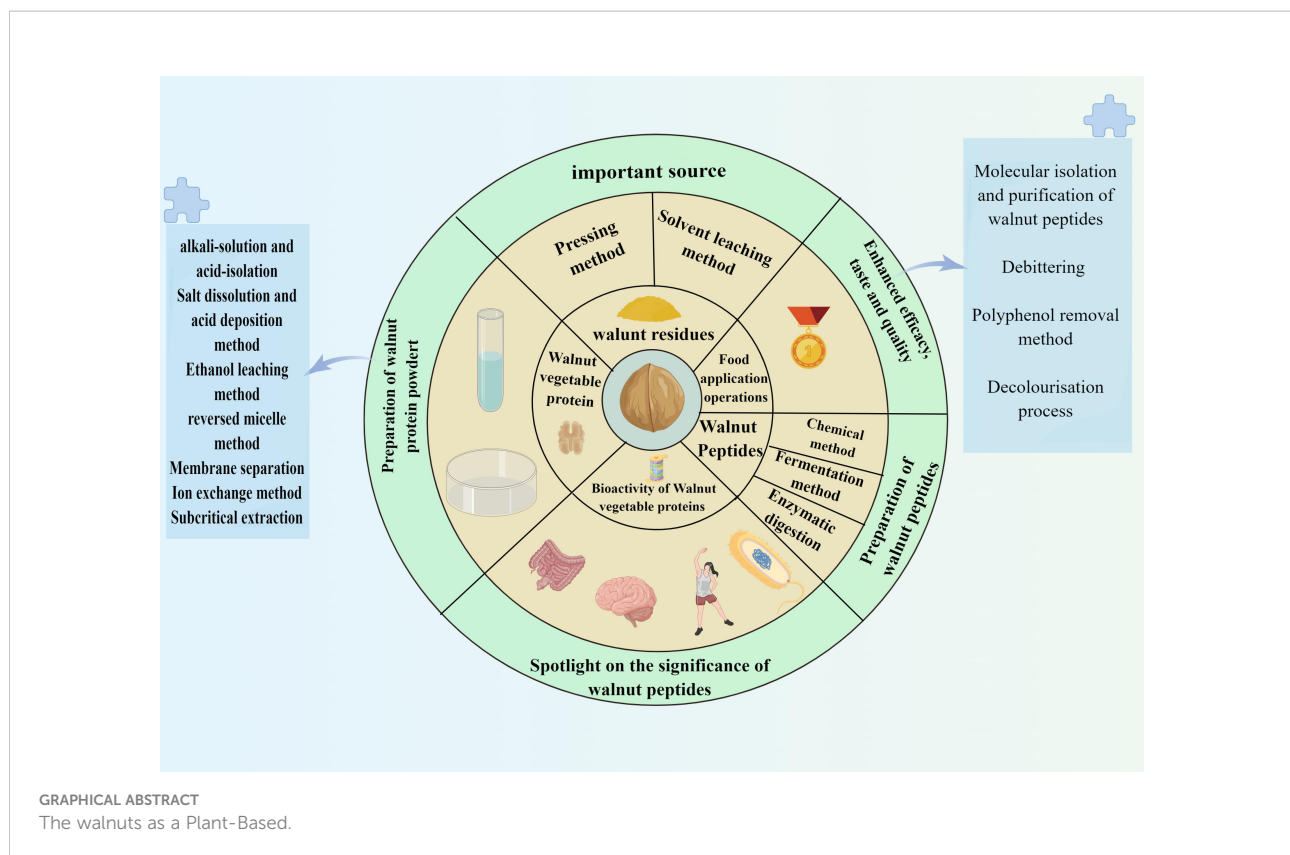 important source
Pressing
method
Solvent leaching
method
Enhanced efficacy,
taste and quality
walunt residues
Walnut
vegetable
protein
Food
application
operations
Walnut
Peptides
Chemical
method
Fermentation
method
Enzymatic
digestion
Preparation of
walnut peptides
Bioactivity of Walnut
vegetable proteins
Spotlight on the significance of
walnut peptides
Preparation of walnut
protein powdert
alkali-solution and
acid-isolation
Salt dissolution and
acid deposition
method
Ethanol leaching
method
reversed micelle
method
Membrane separation
Ion exchange method
Subcritical extraction
Molecular isolation
and purification of
walnut peptides
Debittering
Polyphenol removal
method
Decolourisation
process
GRAPHICAL ABSTRACT
The walnuts as a Plant-Based.